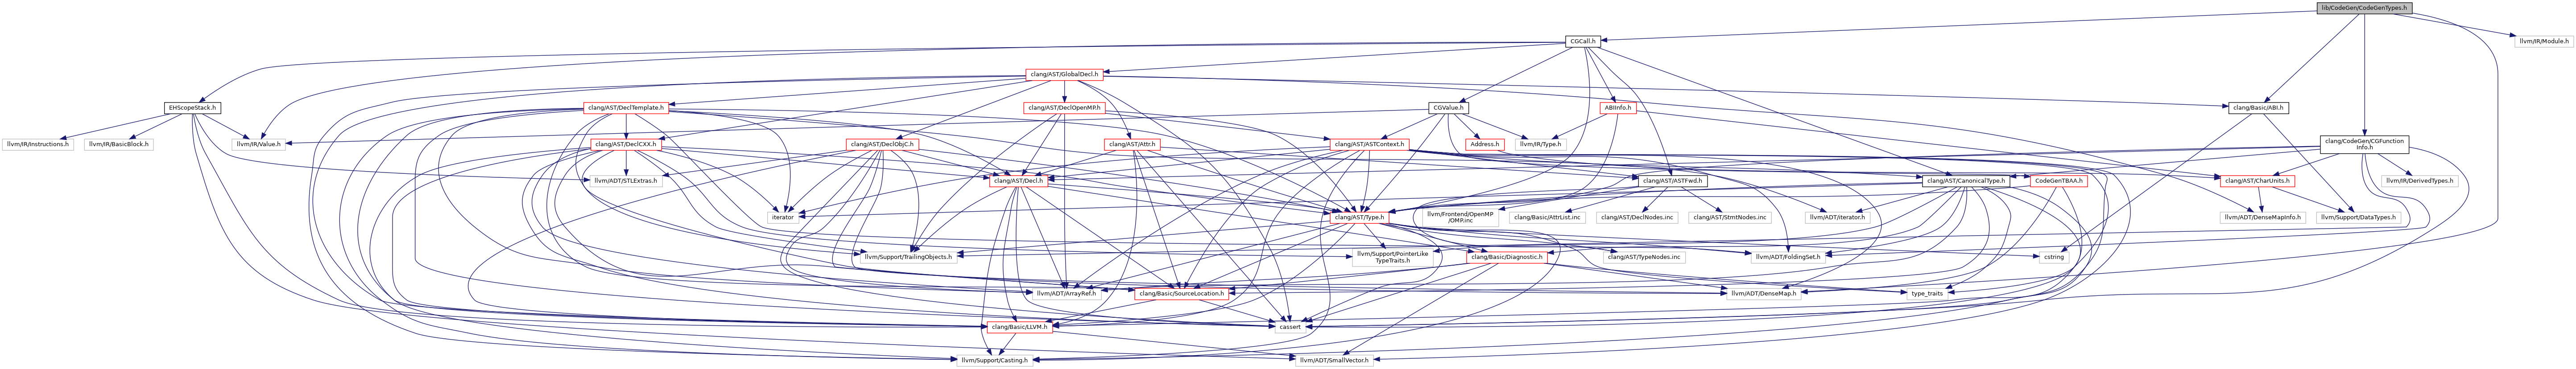 lib/CodeGen/CodeGenTypes.h
CGCall.h
llvm/IR/Module.h
clang/AST/GlobalDecl.h
EHScopeStack.h
clang/AST/DeclTemplate.h
clang/AST/DeclOpenMP.h
CGValue.h
ABIInfo.h
clang/Basic/ABI.h
llvm/IR/Instructions.h
llvm/IR/BasicBlock.h
llvm/IR/Value.h
clang/AST/DeclCXX.h
clang/AST/DeclObjC.h
clang/AST/Attr.h
clang/AST/ASTContext.h
Address.h
llvm/IR/Type.h
clang/CodeGen/CGFunction
Info.h
llvm/ADT/STLExtras.h
clang/AST/Decl.h
clang/AST/ASTFwd.h
clang/AST/CanonicalType.h
CodeGenTBAA.h
clang/AST/CharUnits.h
llvm/IR/DerivedTypes.h
iterator
clang/AST/Type.h
llvm/Frontend/OpenMP
/OMP.inc
clang/Basic/AttrList.inc
clang/AST/DeclNodes.inc
clang/AST/StmtNodes.inc
llvm/ADT/iterator.h
llvm/ADT/DenseMapInfo.h
llvm/Support/DataTypes.h
llvm/Support/TrailingObjects.h
llvm/Support/PointerLike
TypeTraits.h
clang/Basic/Diagnostic.h
clang/AST/TypeNodes.inc
llvm/ADT/FoldingSet.h
cstring
llvm/ADT/ArrayRef.h
clang/Basic/SourceLocation.h
llvm/ADT/DenseMap.h
type_traits
clang/Basic/LLVM.h
cassert
llvm/Support/Casting.h
llvm/ADT/SmallVector.h